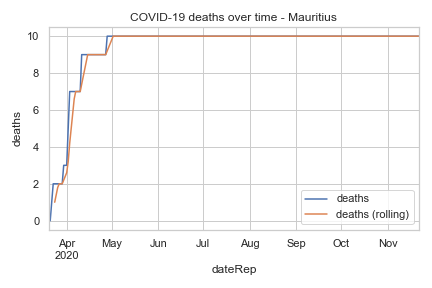 COVID-19 deaths over time - Mauritius
deaths
10
8
6
4
2
0
Apr
2020
May
Jun
Jul
Aug
Sep
Oct
Nov
dateRep
deaths
deaths (rolling)